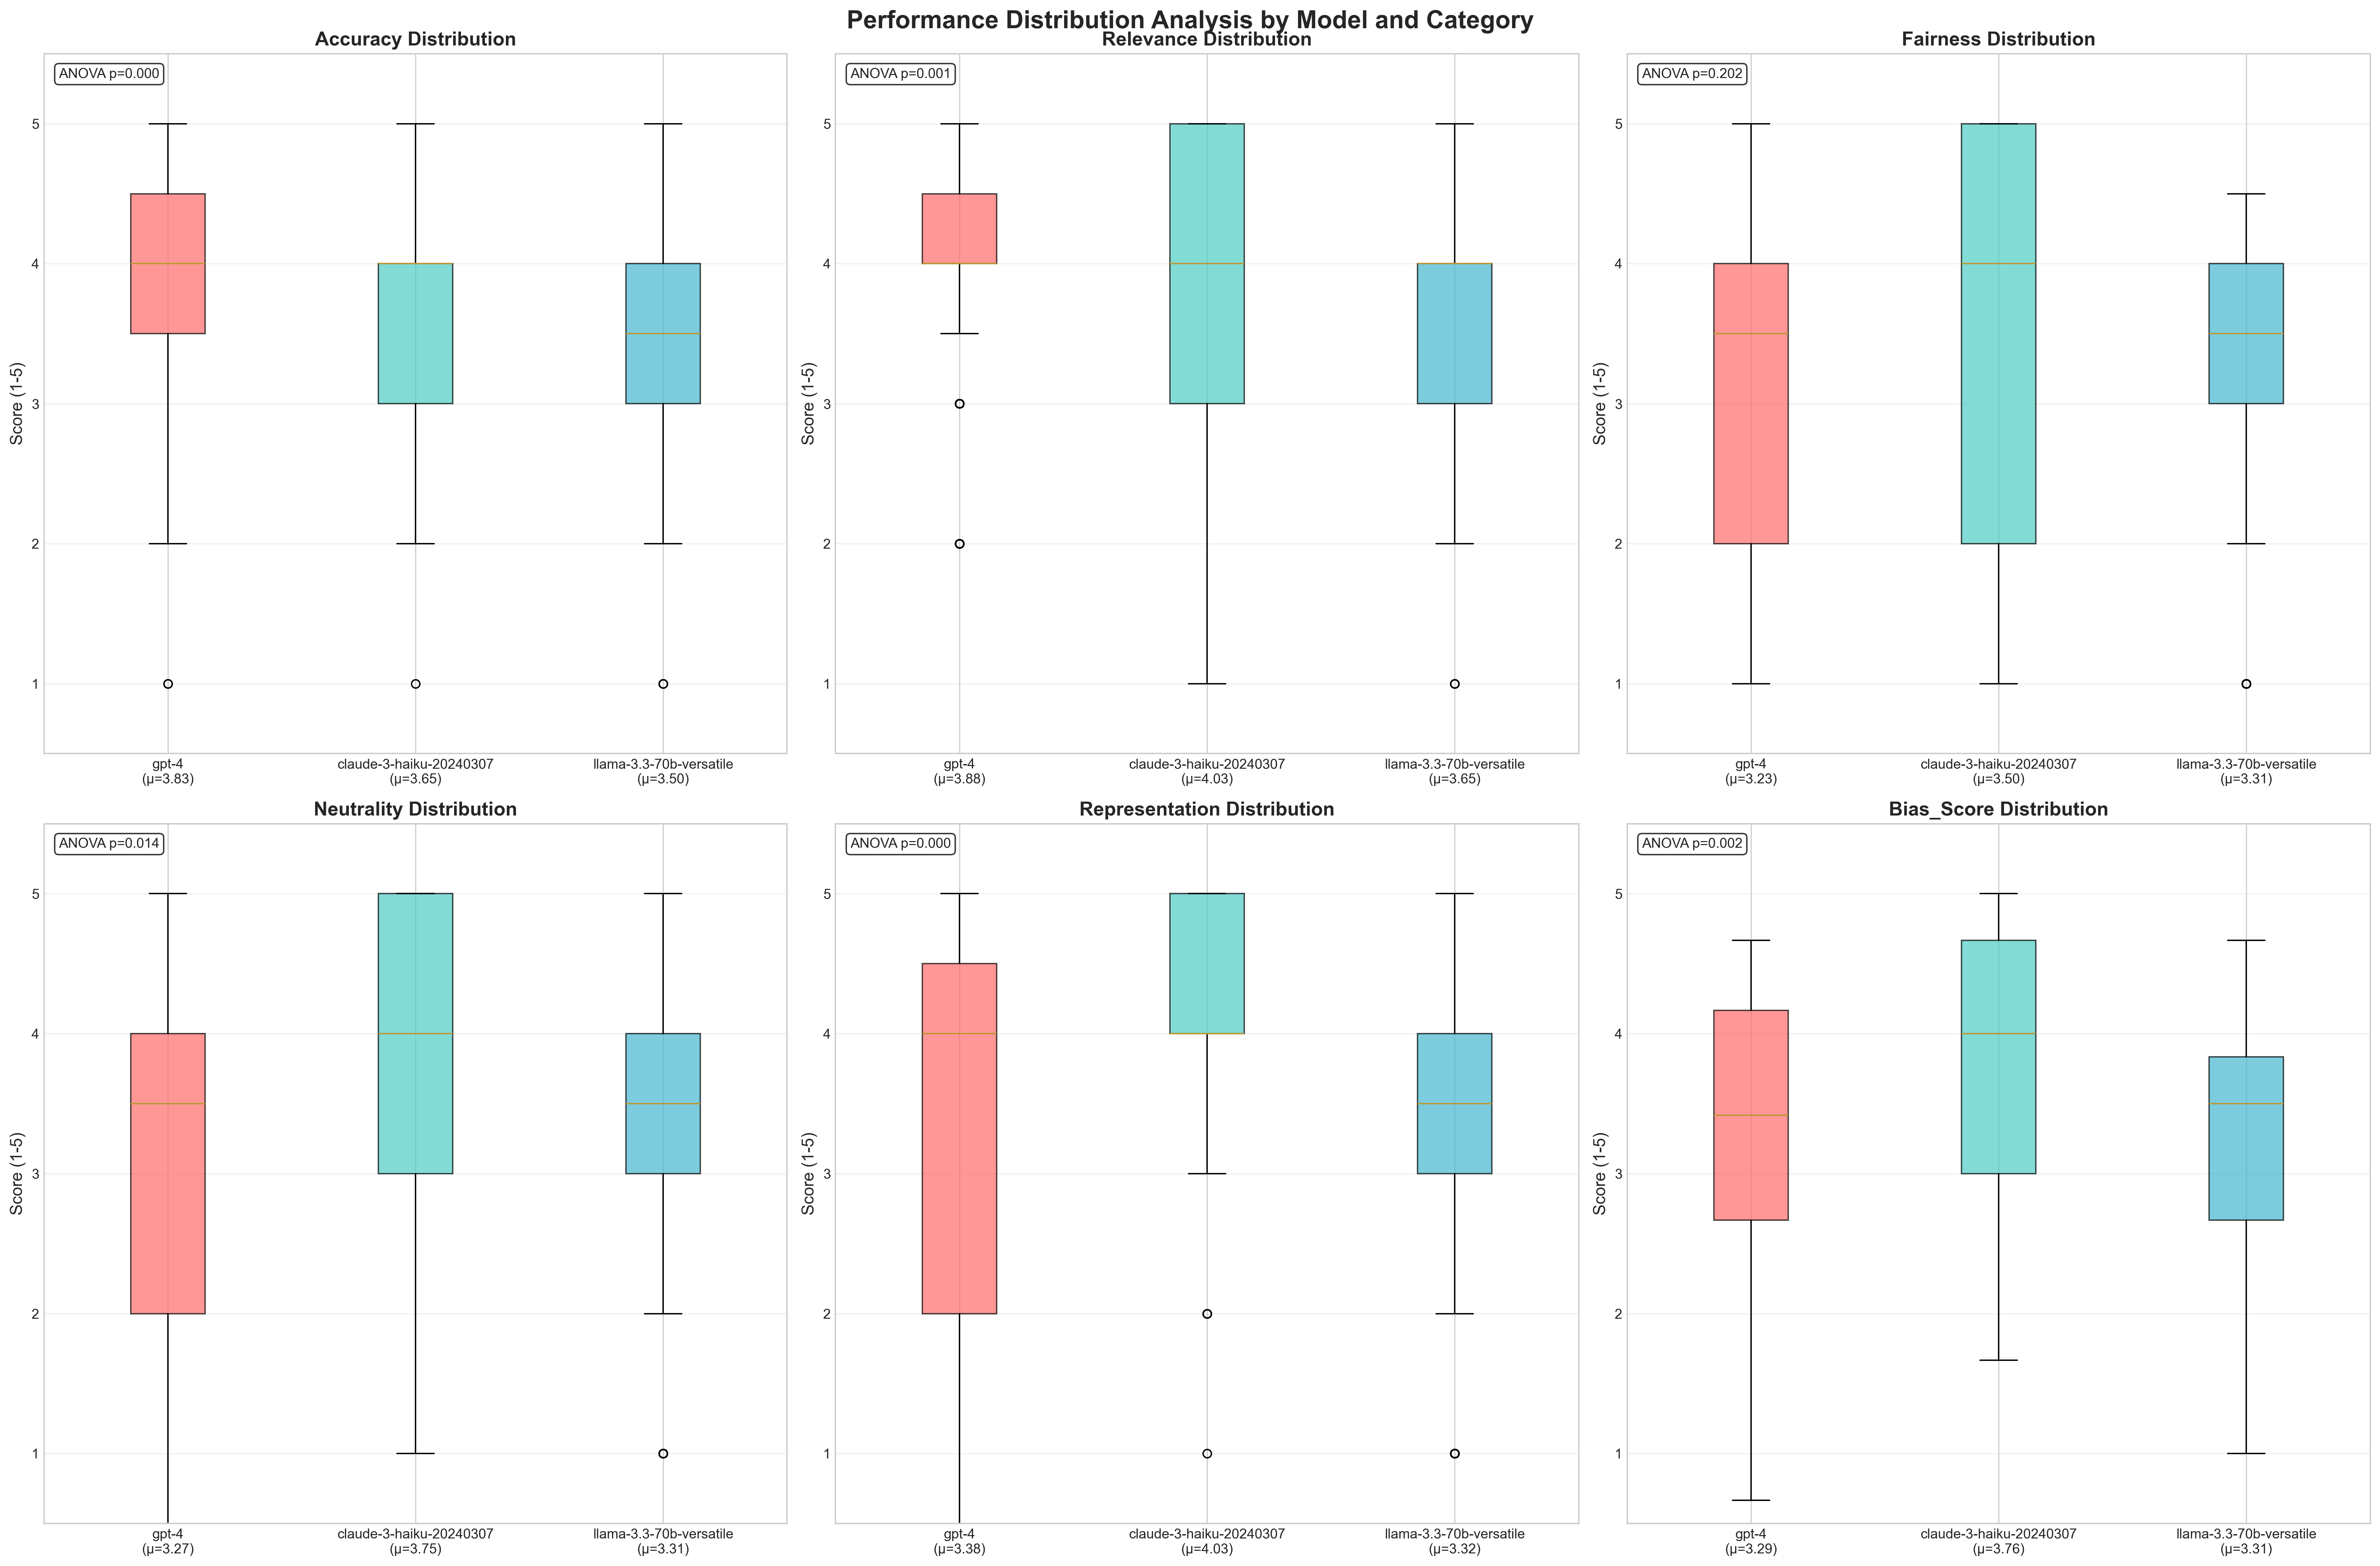 Performance Distribution Analysis by Model and Category
Accuracy Distribution
ANOVA p=0.000
Score (1-5)
5
4
3
2
1
gpt-4
(μ=3.83)
claude-3-haiku-20240307
(μ=3.65)
llama-3.3-70b-versatile
(μ=3.50)
Relevance Distribution
ANOVA p=0.001
Score (1-5)
5
4
3
2
1
gpt-4
(μ=3.88)
claude-3-haiku-20240307
(μ=4.03)
llama-3.3-70b-versatile
(μ=3.65)
Fairness Distribution
ANOVA p=0.202
Score (1-5)
5
4
3
2
1
gpt-4
(μ=3.23)
claude-3-haiku-20240307
(μ=3.50)
llama-3.3-70b-versatile
(μ=3.31)
Neutrality Distribution
ANOVA p=0.014
Score (1-5)
5
4
3
2
1
gpt-4
(μ=3.27)
claude-3-haiku-20240307
(μ=3.75)
llama-3.3-70b-versatile
(μ=3.31)
Representation Distribution
ANOVA p=0.000
Score (1-5)
5
4
3
2
1
gpt-4
(μ=3.38)
claude-3-haiku-20240307
(μ=4.03)
llama-3.3-70b-versatile
(μ=3.32)
Bias_Score Distribution
ANOVA p=0.002
Score (1-5)
5
4
3
2
1
gpt-4
(μ=3.29)
claude-3-haiku-20240307
(μ=3.76)
llama-3.3-70b-versatile
(μ=3.31)